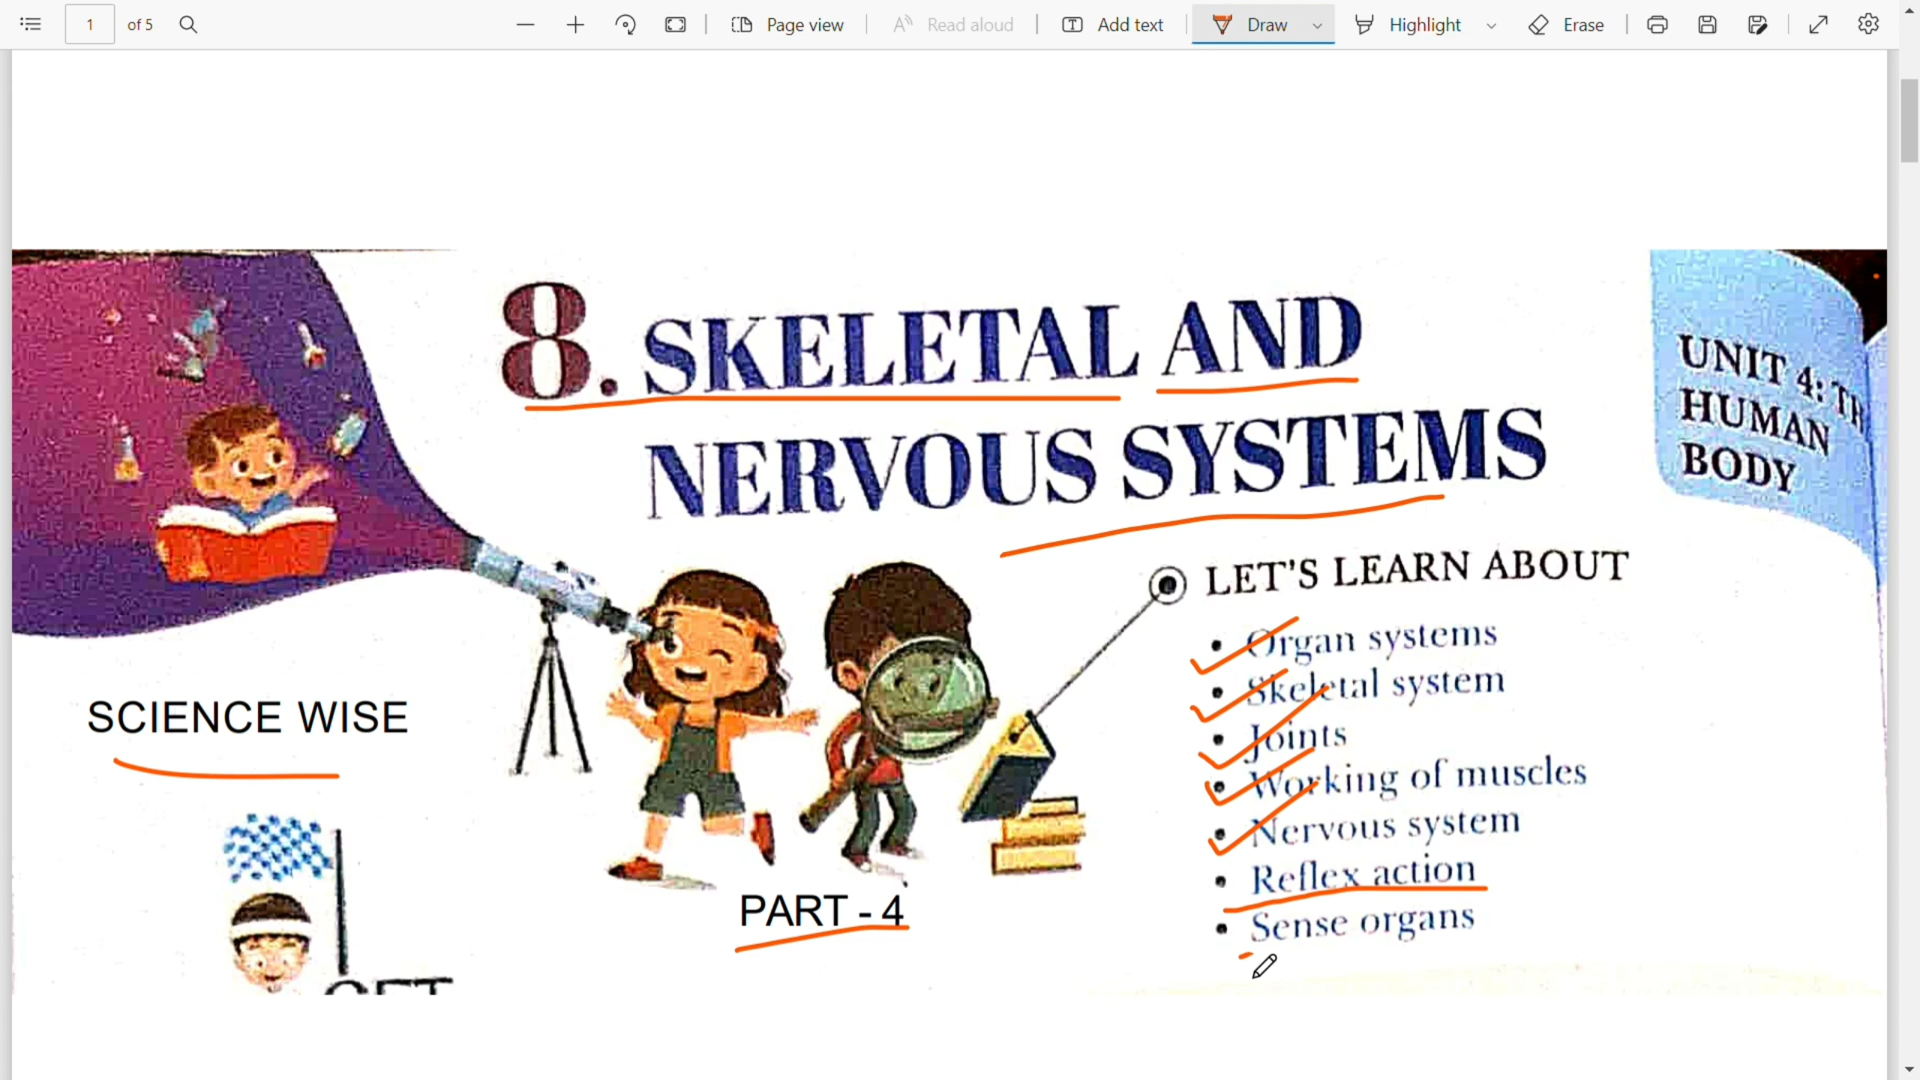 1
of 5
Page view
Read aloud
Add text
Draw
Highlight
Erase
8. SKELETAL AND
NERVOUS SYSTEMS
UNIT 4: TH
HUMAN
BODY
LET'S LEARN ABOUT
• Organ systems
• Skeletal system
• Joints
• Working of muscles
• Nervous system
• Reflex action
• Sense organs
SCIENCE WISE
PART - 4